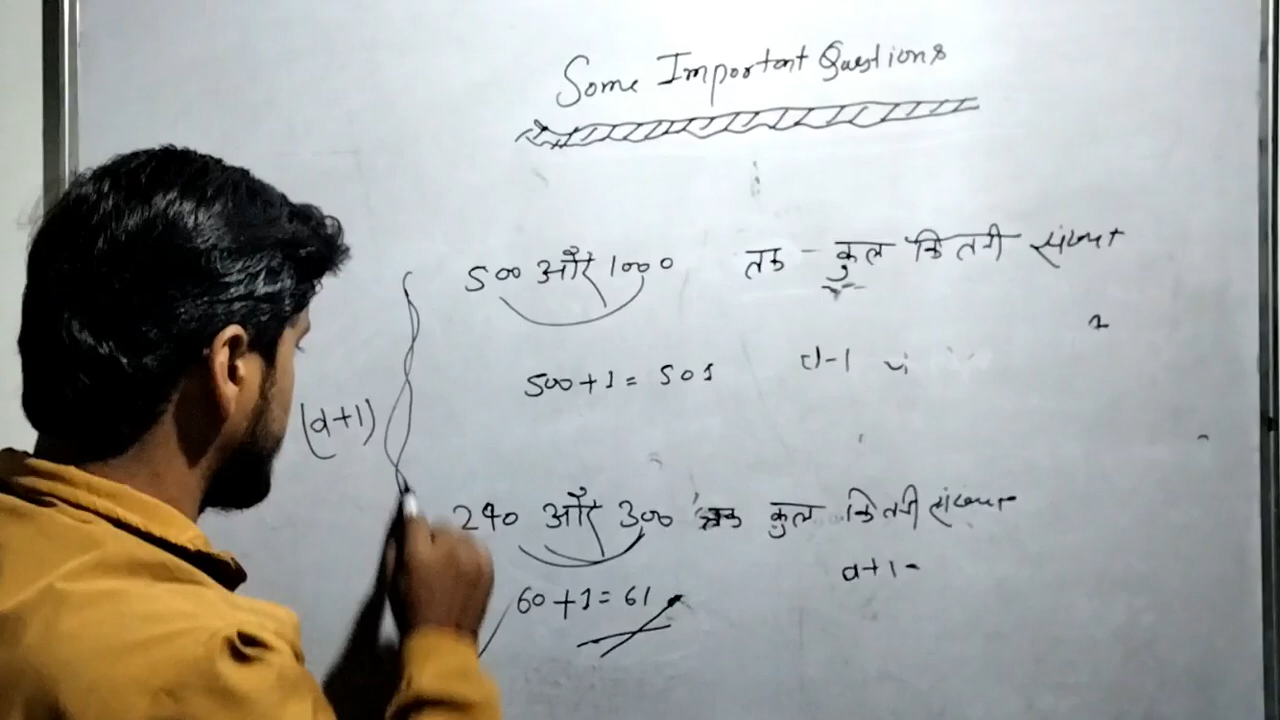 Some Important Questions
500 और 1000 तक - कुल कितनी संख्या
500+1 = 501 d-1
(d+1)
240 और 300 तक कुल कितनी संख्या
d+1 -
60+1 = 61